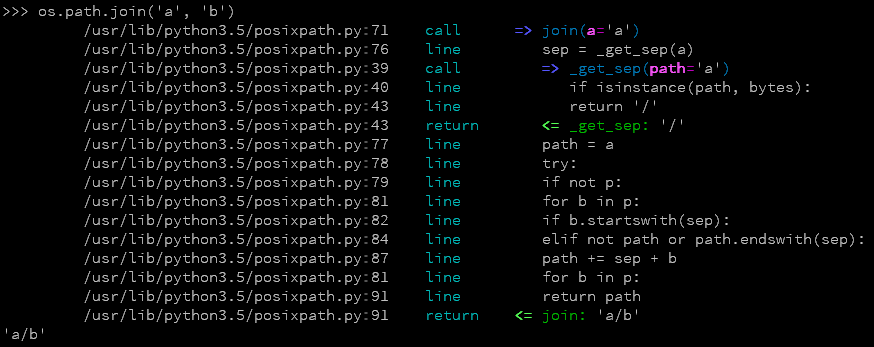 >>> os.path.join('a', 'b')
/usr/lib/python3.5/posixpath.py:71 call => join(a='a')
/usr/lib/python3.5/posixpath.py:76 line sep = _get_sep(a)
/usr/lib/python3.5/posixpath.py:39 call => _get_sep(path='a')
/usr/lib/python3.5/posixpath.py:40 line if isinstance(path, bytes):
/usr/lib/python3.5/posixpath.py:43 line return '/'
/usr/lib/python3.5/posixpath.py:43 return <= _get_sep: '/'
/usr/lib/python3.5/posixpath.py:77 line path = a
/usr/lib/python3.5/posixpath.py:78 line try:
/usr/lib/python3.5/posixpath.py:79 line if not p:
/usr/lib/python3.5/posixpath.py:81 line for b in p:
/usr/lib/python3.5/posixpath.py:82 line if b.startswith(sep):
/usr/lib/python3.5/posixpath.py:84 line elif not path or path.endswith(sep):
/usr/lib/python3.5/posixpath.py:87 line path += sep + b
/usr/lib/python3.5/posixpath.py:81 line for b in p:
/usr/lib/python3.5/posixpath.py:91 line return path
/usr/lib/python3.5/posixpath.py:91 return <= join: 'a/b'
'a/b'